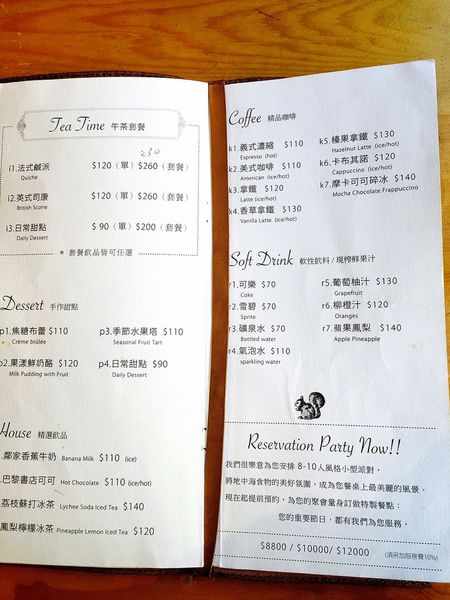 Tea Time 午茶套餐
230
i1.法式鹹派 $120（單）$260（套餐）
Quiche
i2.英式司康 $120（單）$260（套餐）
British Scone
i3.日常甜點 $ 90（單）$200（套餐）
Daily Dessert
* 套餐飲品皆可任選
Dessert 手作甜點
p1.焦糖布蕾 $110 p3.季節水果塔 $110
Crème brûlée Seasonal Fruit Tart
p2.果漾鮮奶酪 $120 p4.日常甜點 $90
Milk Pudding with Fruit Daily Dessert
House 精選飲品
.鄭家香蕉牛奶 Banana Milk $110 (ice)
.巴黎書店可可 Hot Chocolate $110 (ice/hot)
.荔枝蘇打冰茶 Lychee Soda Iced Tea $140
鳳梨檸檬冰茶 Pineapple Lemon Iced Tea $120
Coffee 精品咖啡
k1.義式濃縮 $110 k5.榛果拿鐵 $130
Espresso (hot) Hazelnut Latte (ice/hot)
k2.美式咖啡 $110 k6.卡布其諾 $120
American (ice/hot) Cappuccino (ice/hot)
k3.拿鐵 $120 k7.摩卡可可碎冰 $140
Latte (ice/hot) Mocha Chocolate Frappuccino
k4.香草拿鐵 $130
Vanilla Latte (ice/hot)
Soft Drink 軟性飲料 / 現榨鮮果汁
r1.可樂 $70 r5.葡萄柚汁 $130
Coke Grapefruit
r2.雪碧 $70 r6.柳橙汁 $120
Sprite Oranges
r3.礦泉水 $70 r7.蘋果鳳梨 $140
Bottled water Apple Pineapple
r4.氣泡水 $110
sparkling water
Reservation Party Now!!
我們很樂意為您安排 8-10人風格小型派對，
將地中海食物的美好氛圍，成為您餐桌上最美麗的風景。
現在起提前預約，為您的聚會量身訂做特製餐點；
您的重要節日，都有我們為您服務。
$8800 / $10000/ $12000 (須另加服務費10%)